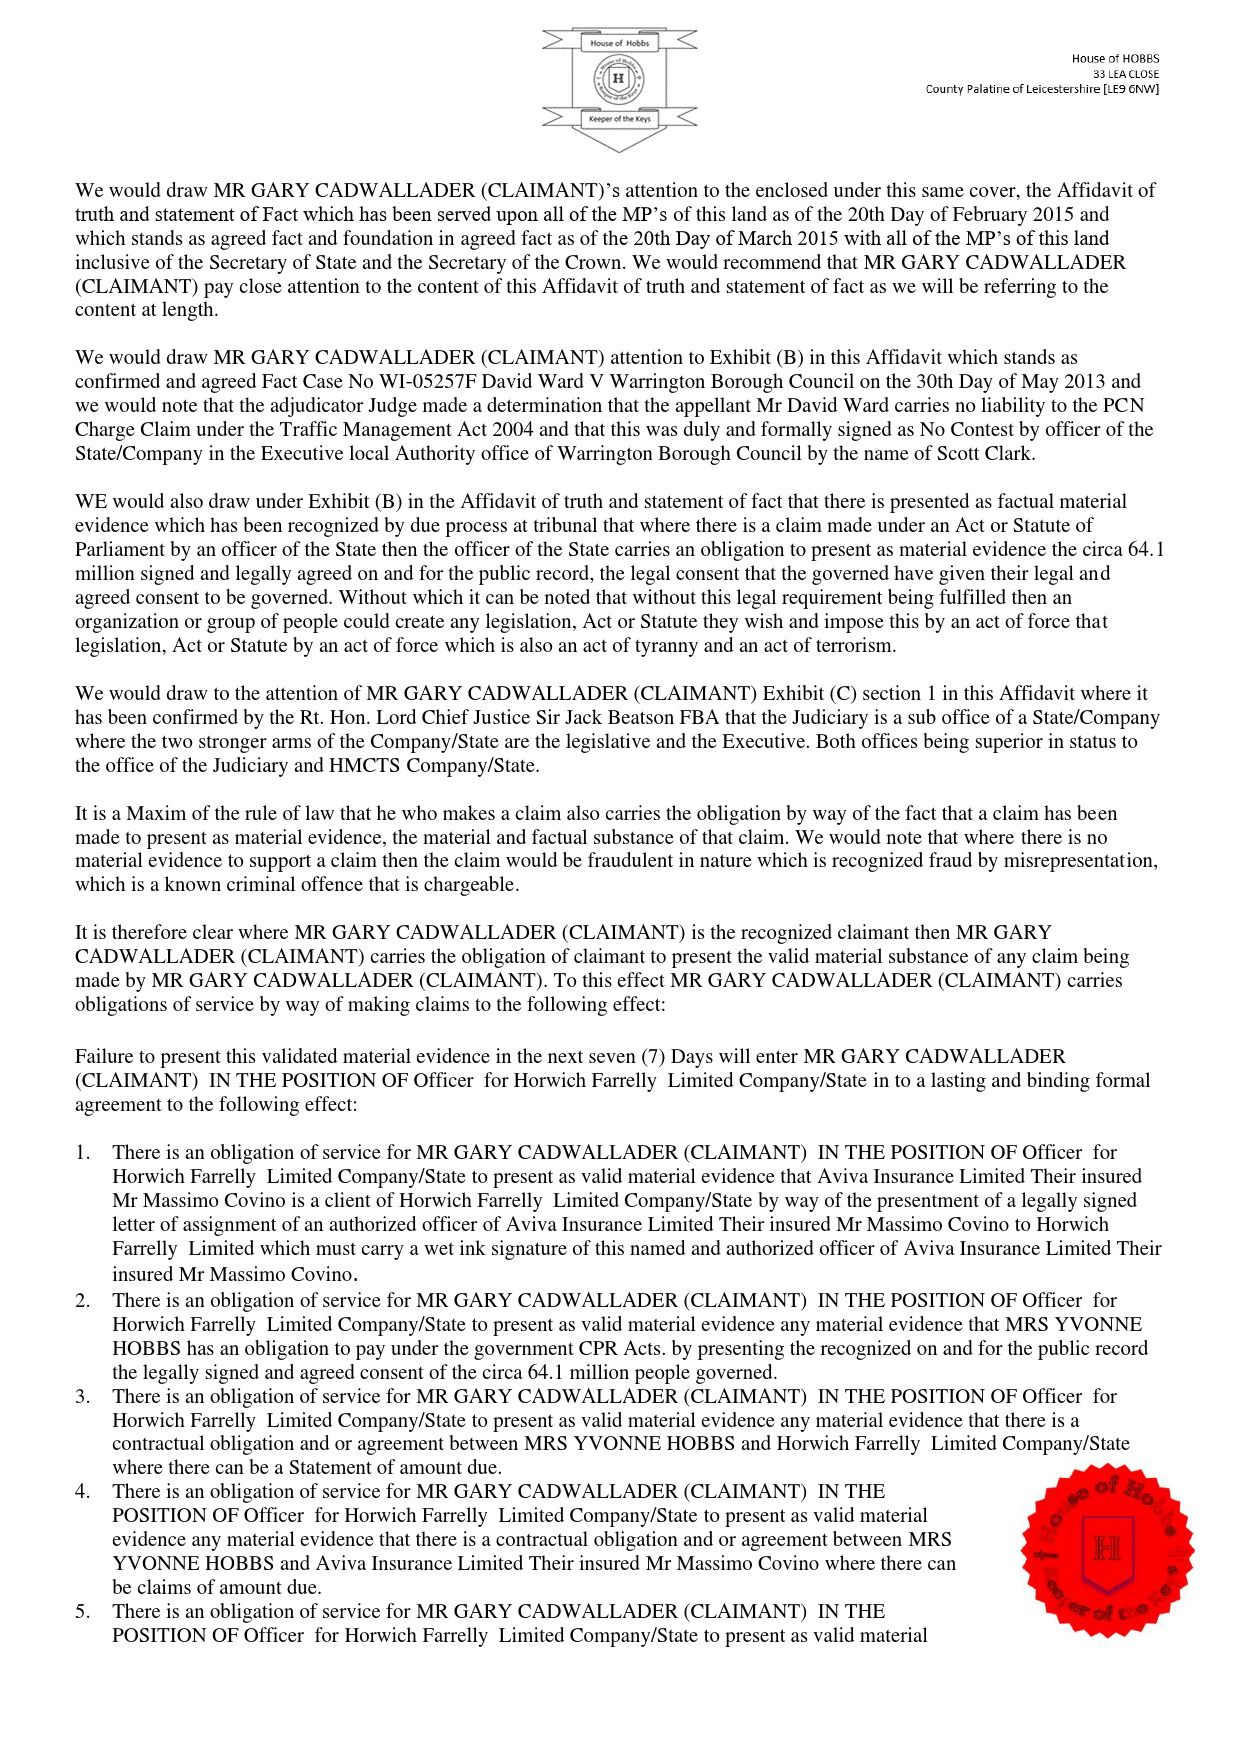 House of Hobbs
House of Hobbs
H
Keeper of the Keys
Keeper of the Keys
House of HOBBS
33 LEA CLOSE
County Palatine of Leicestershire [LE9 6NW]
We would draw MR GARY CADWALLADER (CLAIMANT)’s attention to the enclosed under this same cover, the Affidavit of
truth and statement of Fact which has been served upon all of the MP’s of this land as of the 20th Day of February 2015 and
which stands as agreed fact and foundation in agreed fact as of the 20th Day of March 2015 with all of the MP’s of this land
inclusive of the Secretary of State and the Secretary of the Crown. We would recommend that MR GARY CADWALLADER
(CLAIMANT) pay close attention to the content of this Affidavit of truth and statement of fact as we will be referring to the
content at length.
We would draw MR GARY CADWALLADER (CLAIMANT) attention to Exhibit (B) in this Affidavit which stands as
confirmed and agreed Fact Case No WI-05257F David Ward V Warrington Borough Council on the 30th Day of May 2013 and
we would note that the adjudicator Judge made a determination that the appellant Mr David Ward carries no liability to the PCN
Charge Claim under the Traffic Management Act 2004 and that this was duly and formally signed as No Contest by officer of the
State/Company in the Executive local Authority office of Warrington Borough Council by the name of Scott Clark.
WE would also draw under Exhibit (B) in the Affidavit of truth and statement of fact that there is presented as factual material
evidence which has been recognized by due process at tribunal that where there is a claim made under an Act or Statute of
Parliament by an officer of the State then the officer of the State carries an obligation to present as material evidence the circa 64.1
million signed and legally agreed on and for the public record, the legal consent that the governed have given their legal and
agreed consent to be governed. Without which it can be noted that without this legal requirement being fulfilled then an
organization or group of people could create any legislation, Act or Statute they wish and impose this by an act of force that
legislation, Act or Statute by an act of force which is also an act of tyranny and an act of terrorism.
We would draw to the attention of MR GARY CADWALLADER (CLAIMANT) Exhibit (C) section 1 in this Affidavit where it
has been confirmed by the Rt. Hon. Lord Chief Justice Sir Jack Beatson FBA that the Judiciary is a sub office of a State/Company
where the two stronger arms of the Company/State are the legislative and the Executive. Both offices being superior in status to
the office of the Judiciary and HMCTS Company/State.
It is a Maxim of the rule of law that he who makes a claim also carries the obligation by way of the fact that a claim has been
made to present as material evidence, the material and factual substance of that claim. We would note that where there is no
material evidence to support a claim then the claim would be fraudulent in nature which is recognized fraud by misrepresentation,
which is a known criminal offence that is chargeable.
It is therefore clear where MR GARY CADWALLADER (CLAIMANT) is the recognized claimant then MR GARY
CADWALLADER (CLAIMANT) carries the obligation of claimant to present the valid material substance of any claim being
made by MR GARY CADWALLADER (CLAIMANT). To this effect MR GARY CADWALLADER (CLAIMANT) carries
obligations of service by way of making claims to the following effect:
Failure to present this validated material evidence in the next seven (7) Days will enter MR GARY CADWALLADER
(CLAIMANT) IN THE POSITION OF Officer for Horwich Farrelly Limited Company/State in to a lasting and binding formal
agreement to the following effect:
1. There is an obligation of service for MR GARY CADWALLADER (CLAIMANT) IN THE POSITION OF Officer for
Horwich Farrelly Limited Company/State to present as valid material evidence that Aviva Insurance Limited Their insured
Mr Massimo Covino is a client of Horwich Farrelly Limited Company/State by way of the presentment of a legally signed
letter of assignment of an authorized officer of Aviva Insurance Limited Their insured Mr Massimo Covino to Horwich
Farrelly Limited which must carry a wet ink signature of this named and authorized officer of Aviva Insurance Limited Their
insured Mr Massimo Covino.
2. There is an obligation of service for MR GARY CADWALLADER (CLAIMANT) IN THE POSITION OF Officer for
Horwich Farrelly Limited Company/State to present as valid material evidence any material evidence that MRS YVONNE
HOBBS has an obligation to pay under the government CPR Acts. by presenting the recognized on and for the public record
the legally signed and agreed consent of the circa 64.1 million people governed.
3. There is an obligation of service for MR GARY CADWALLADER (CLAIMANT) IN THE POSITION OF Officer for
Horwich Farrelly Limited Company/State to present as valid material evidence any material evidence that there is a
contractual obligation and or agreement between MRS YVONNE HOBBS and Horwich Farrelly Limited Company/State
where there can be a Statement of amount due.
4. There is an obligation of service for MR GARY CADWALLADER (CLAIMANT) IN THE
POSITION OF Officer for Horwich Farrelly Limited Company/State to present as valid material
evidence any material evidence that there is a contractual obligation and or agreement between MRS
YVONNE HOBBS and Aviva Insurance Limited Their insured Mr Massimo Covino where there can
be claims of amount due.
5. There is an obligation of service for MR GARY CADWALLADER (CLAIMANT) IN THE
POSITION OF Officer for Horwich Farrelly Limited Company/State to present as valid material
House of Hobbs
H
Keeper of the Keys